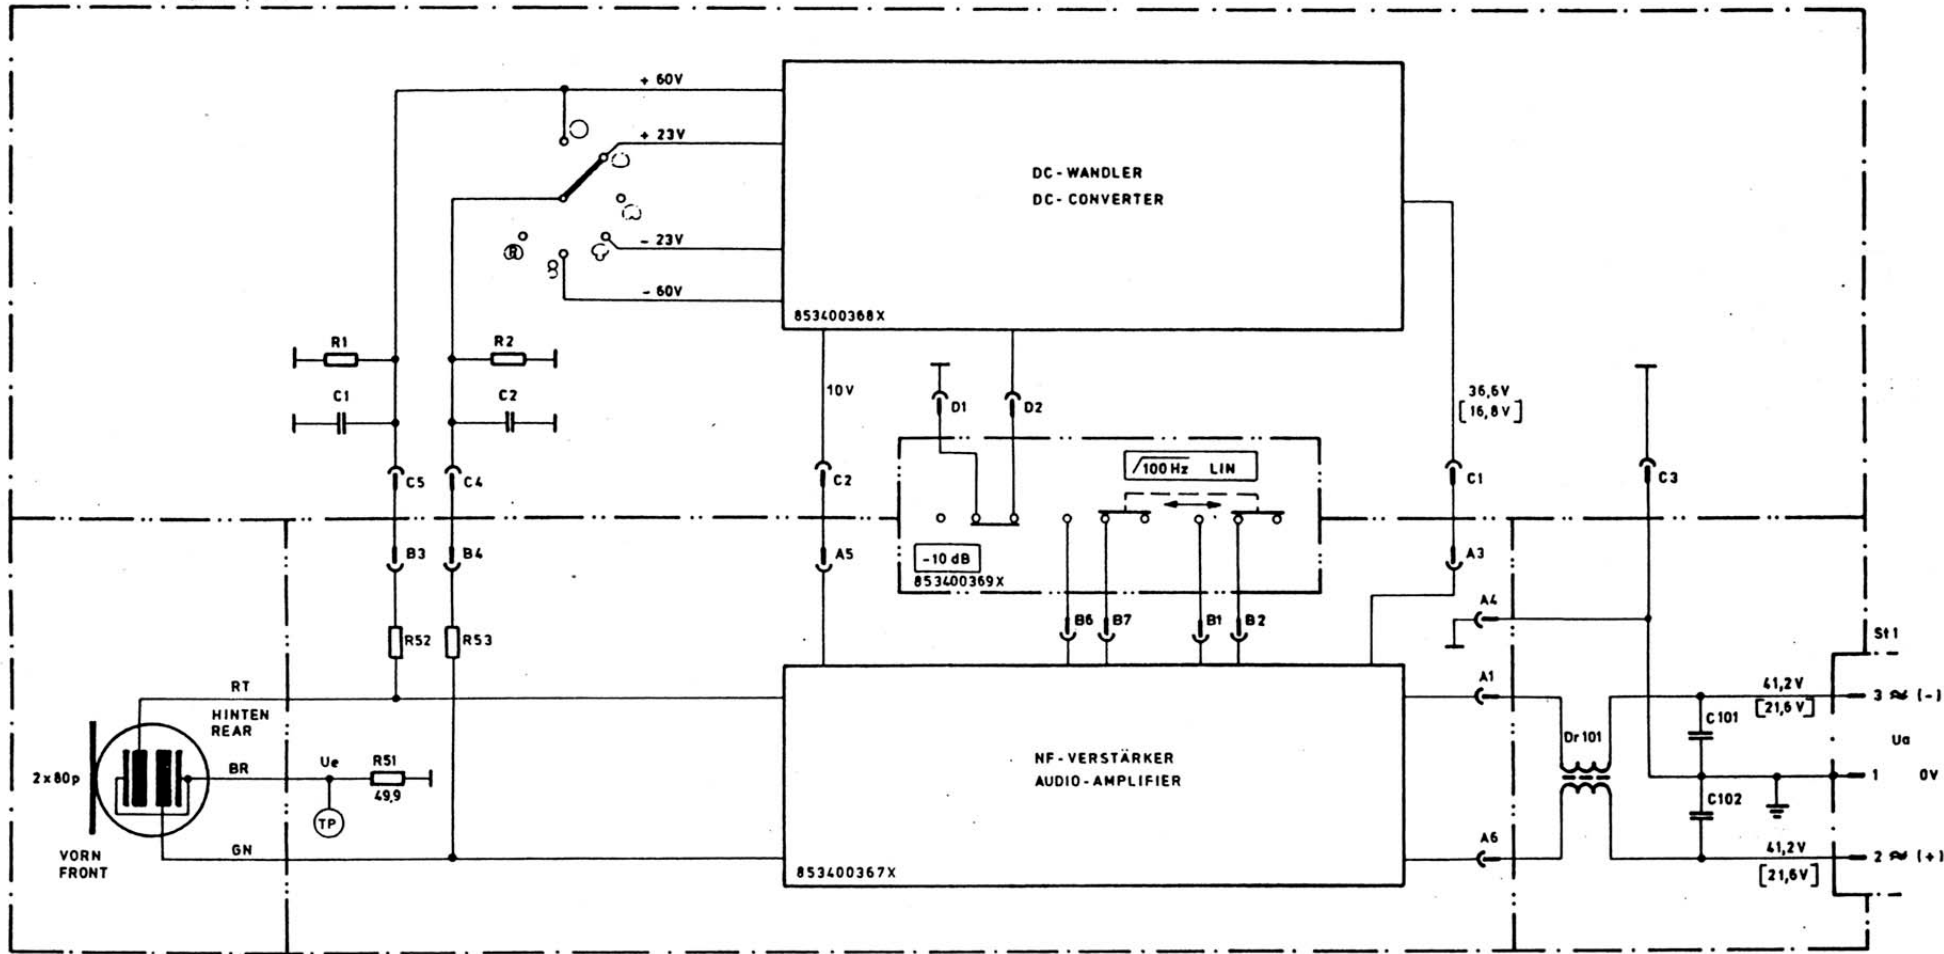 + 60V
+ 23V
DC-WANDLER
DC-CONVERTER
- 23V
R
- 60V
853400368X
R1
R2
C1
C2
10V
D1
D2
36,6V
[16,8V]
100 Hz LIN
C5
C4
C2
C1
C3
B3
B4
A5
-10 dB
853400369X
A3
A4
R52
R53
B6
B7
B1
B2
St1
RT
HINTEN
REAR
A1
41,2V
[21,6V]
3 ≈ (-)
C101
Dr101
Ua
NF-VERSTÄRKER
AUDIO-AMPLIFIER
2x80p
BR
Ue
R51
49,9
TP
1 0V
C102
VORN
FRONT
GN
A6
41,2V
[21,6V]
2 ≈ (+)
853400367X